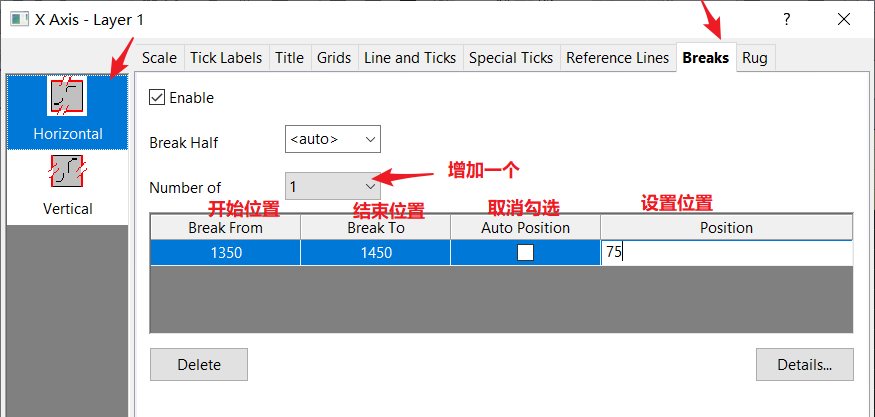 X Axis - Layer 1
?
Scale Tick Labels Title Grids Line and Ticks Special Ticks Reference Lines Breaks Rug
Horizontal
Vertical
Enable
Break Half <auto>
增加一个
Number of 1
开始位置 结束位置 取消勾选 设置位置
Break From Break To Auto Position Position
1350 1450 75
Delete Details...